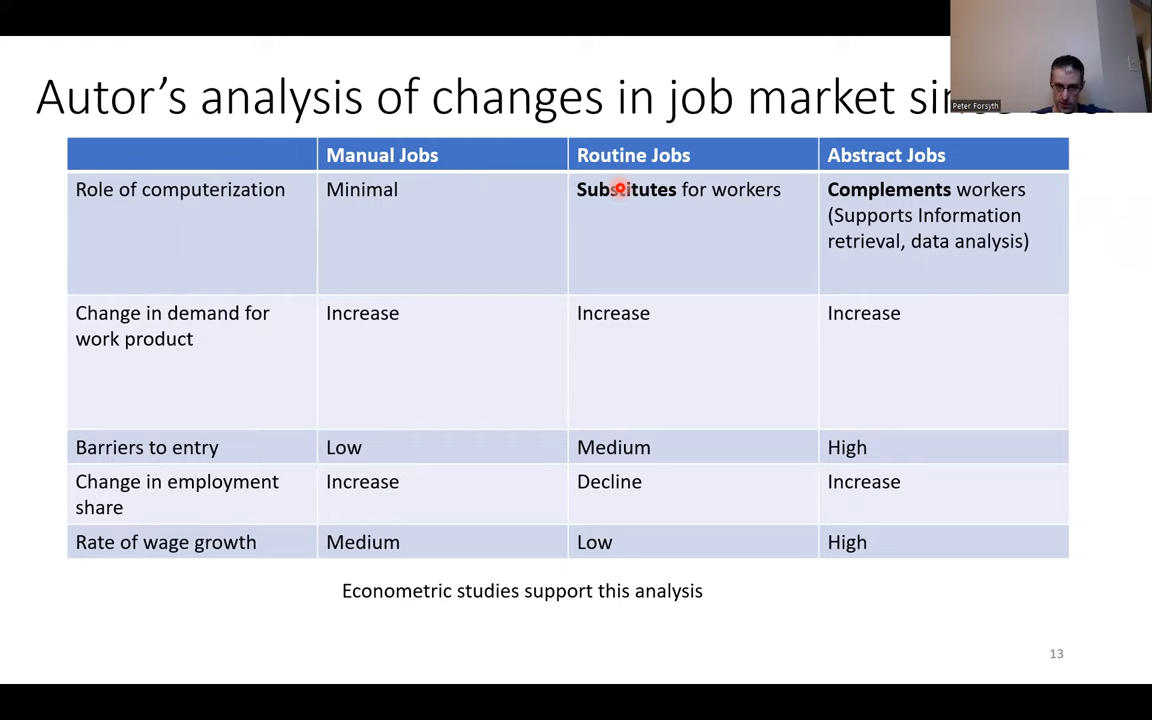 Autor's analysis of changes in job market
Peter Forsyth
Manual Jobs Routine Jobs Abstract Jobs
Role of computerization Minimal Substitutes for workers Complements workers
(Supports Information
retrieval, data analysis)
Change in demand for Increase Increase Increase
work product
Barriers to entry Low Medium High
Change in employment Increase Decline Increase
share
Rate of wage growth Medium Low High
Econometric studies support this analysis
13